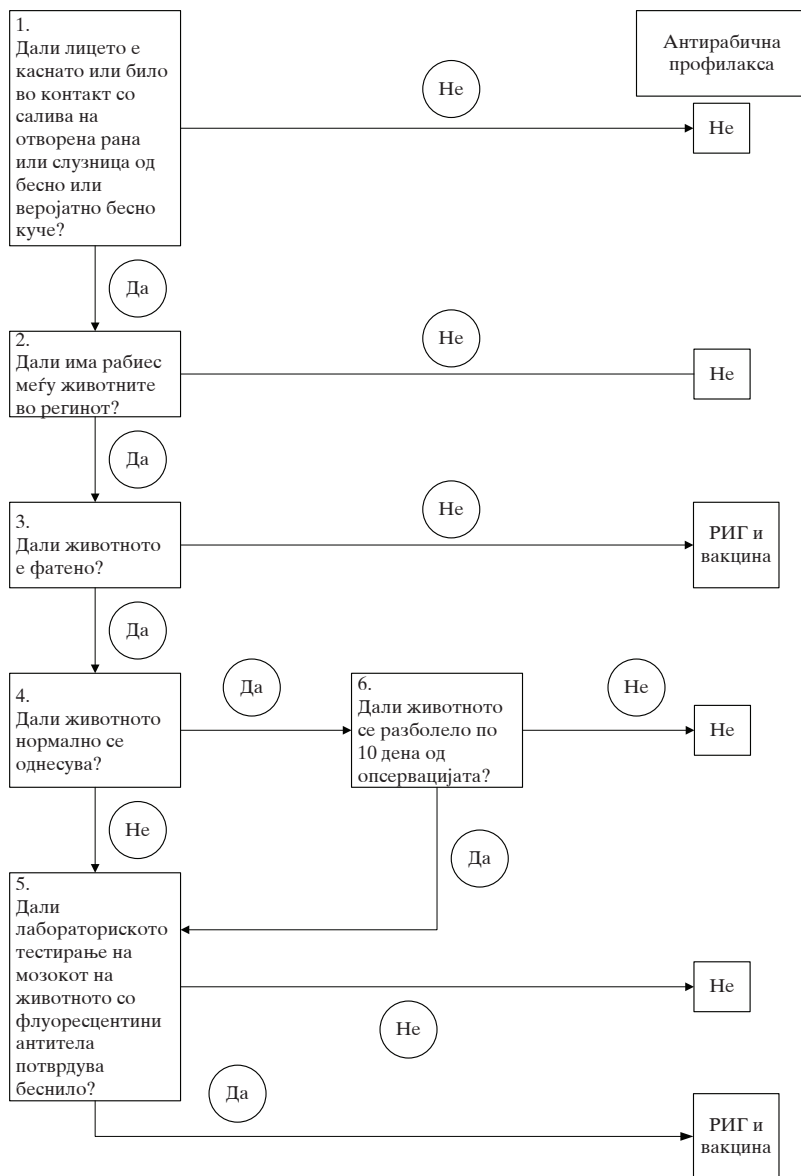 1.
Дали лицето е
каснато или било
во контакт со
салива на
отворена рана
или слузница од
бесно или
веројатно бесно
куче?
Не
Антирабична
профилакса
Не
Да
2.
Дали има рабиес
меѓу животните
во регинот?
Не
Не
Да
3.
Дали животното
е фатено?
Не
РИГ и
вакцина
Да
4.
Дали животното
нормално се
однесува?
Да
6.
Дали животното
се разболело по
10 дена од
опсервацијата?
Не
Не
Не
Да
5.
Дали
лабораториското
тестирање на
мозокот на
животното со
флуоресцентини
антитела
потврдува
беснило?
Не
Не
Да
РИГ и
вакцина